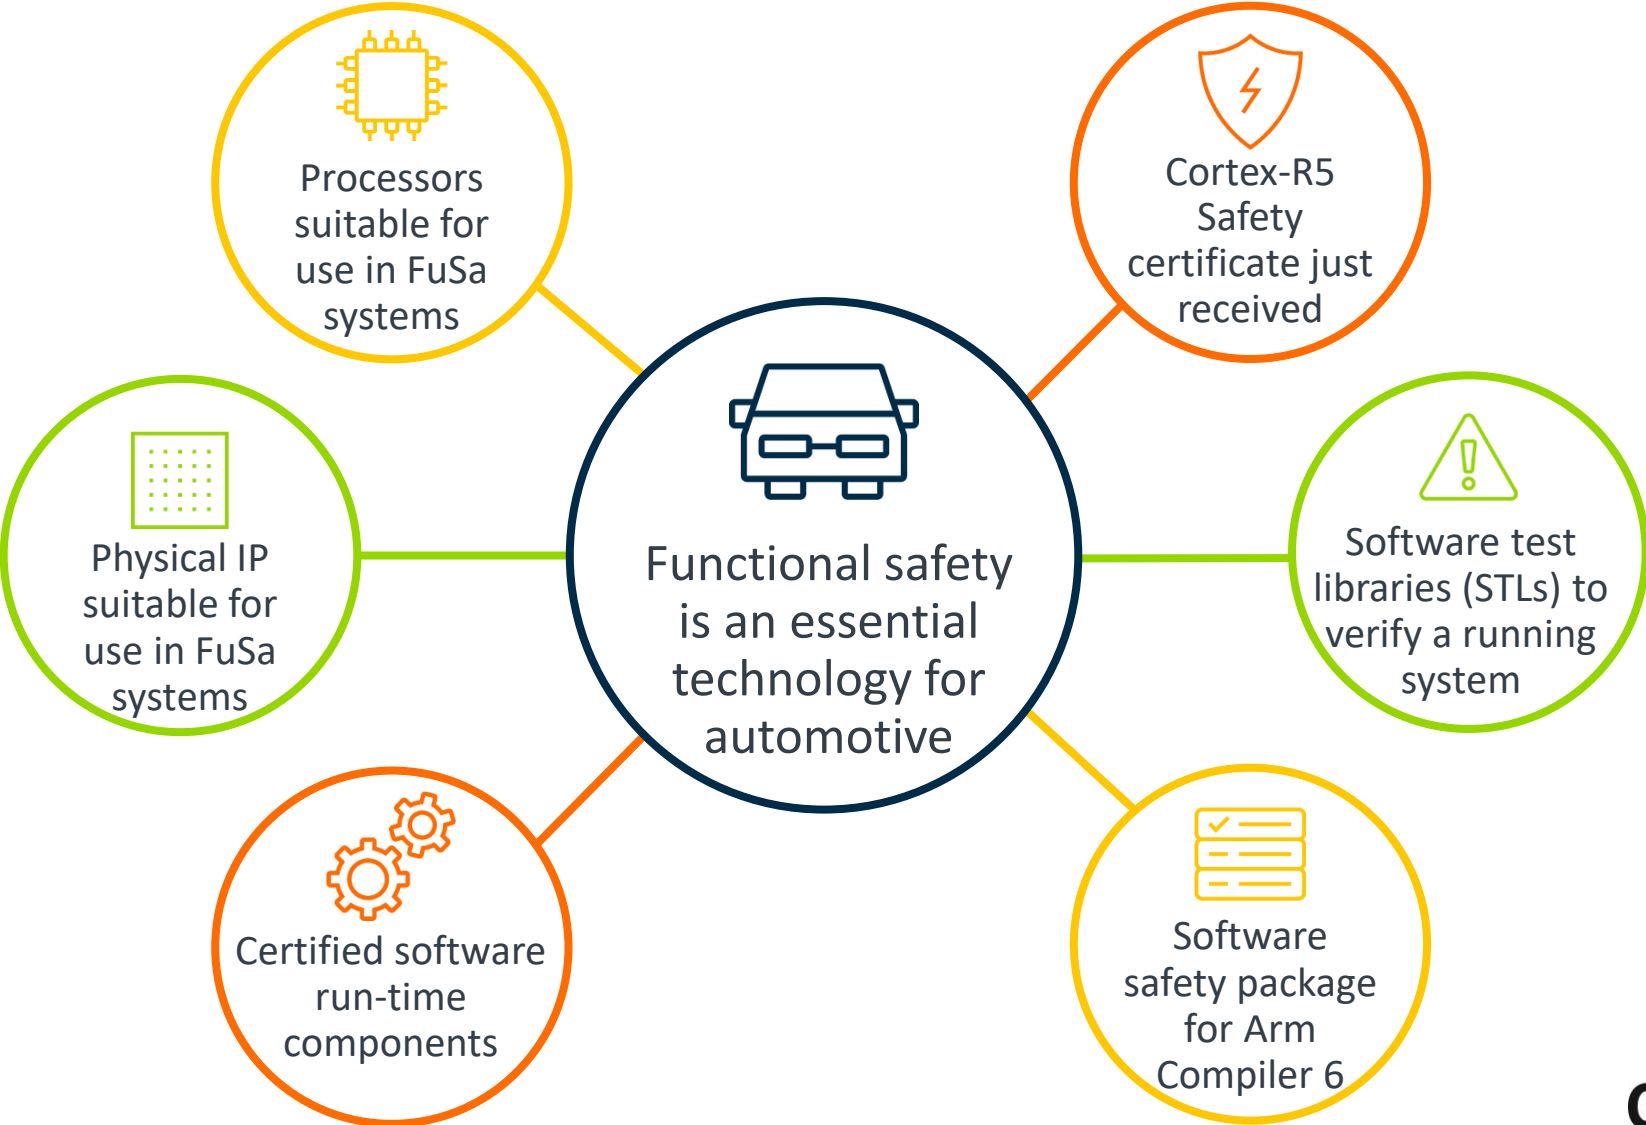 Processors
suitable for
use in FuSa
systems
Cortex-R5
Safety
certificate just
received
Physical IP
suitable for
use in FuSa
systems
Functional safety
is an essential
technology for
automotive
Software test
libraries (STLs) to
verify a running
system
Certified software
run-time
components
Software
safety package
for Arm
Compiler 6